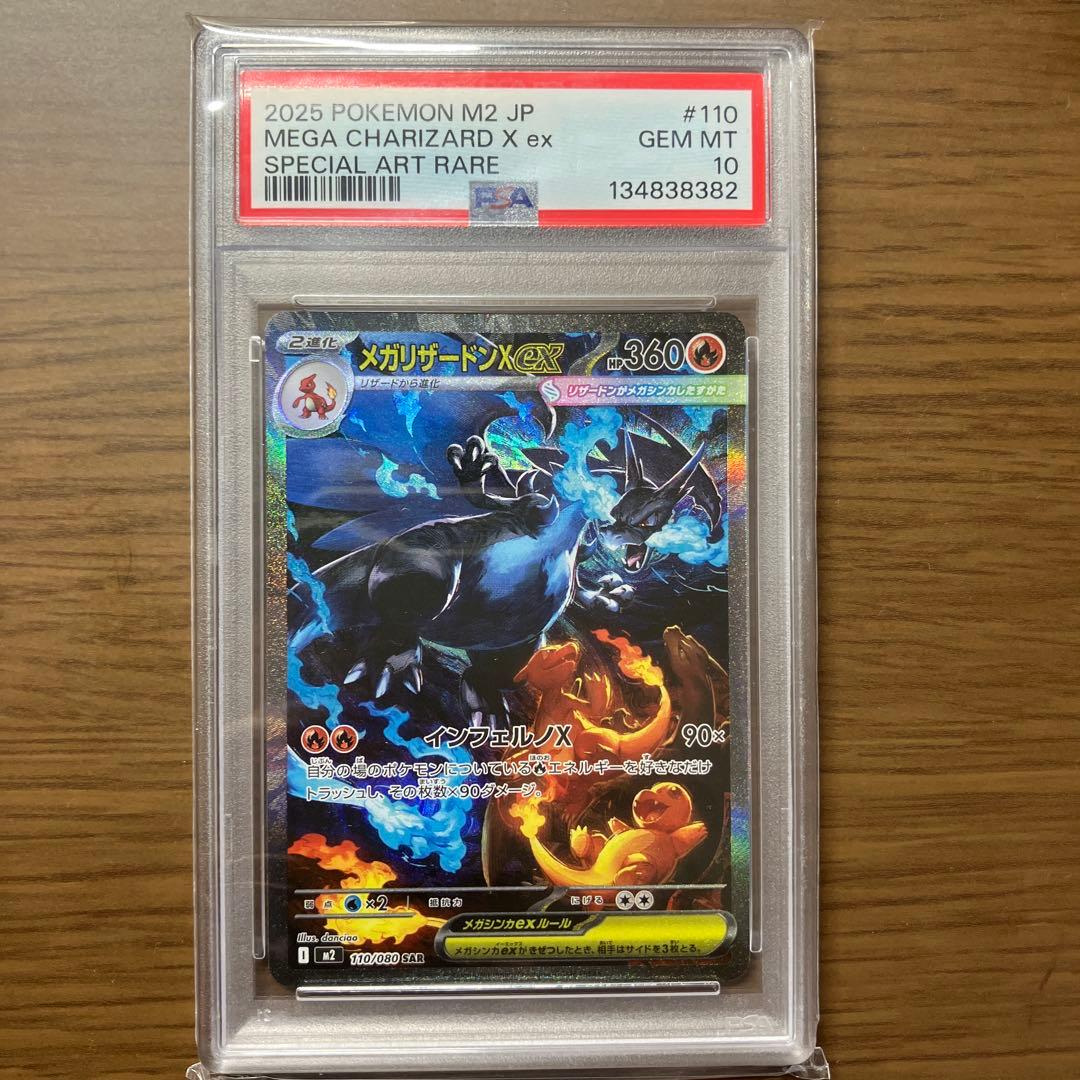 2025 POKEMON M2 JP #110
MEGA CHARIZARD X ex GEM MT
SPECIAL ART RARE 10
PSA 134838382
2進化 メガリザードンXex HP360
リザードから進化 リザードンがメガシンカしたすがた
インフェルノX 90×
自分の場のポケモンについている エネルギーを好きなだけ
トラッシュし、その枚数×90ダメージ。
弱点 ×2 抵抗力 にげる
メガシンカexルール
メガシンカexがきぜつしたとき、相手はサイドを3枚とる。
Illus. danciao
I M2 110/080 SAR